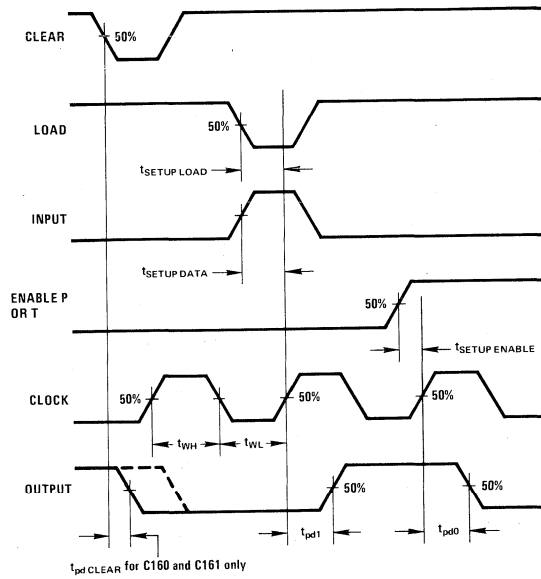 CLEAR
50%
LOAD
50%
tSETUP LOAD
INPUT
tSETUP DATA
ENABLE P
OR T
50%
tSETUP ENABLE
CLOCK
50%
50%
50%
tWH
tWL
OUTPUT
50%
50%
tpd1
tpd0
tpd CLEAR for C160 and C161 only